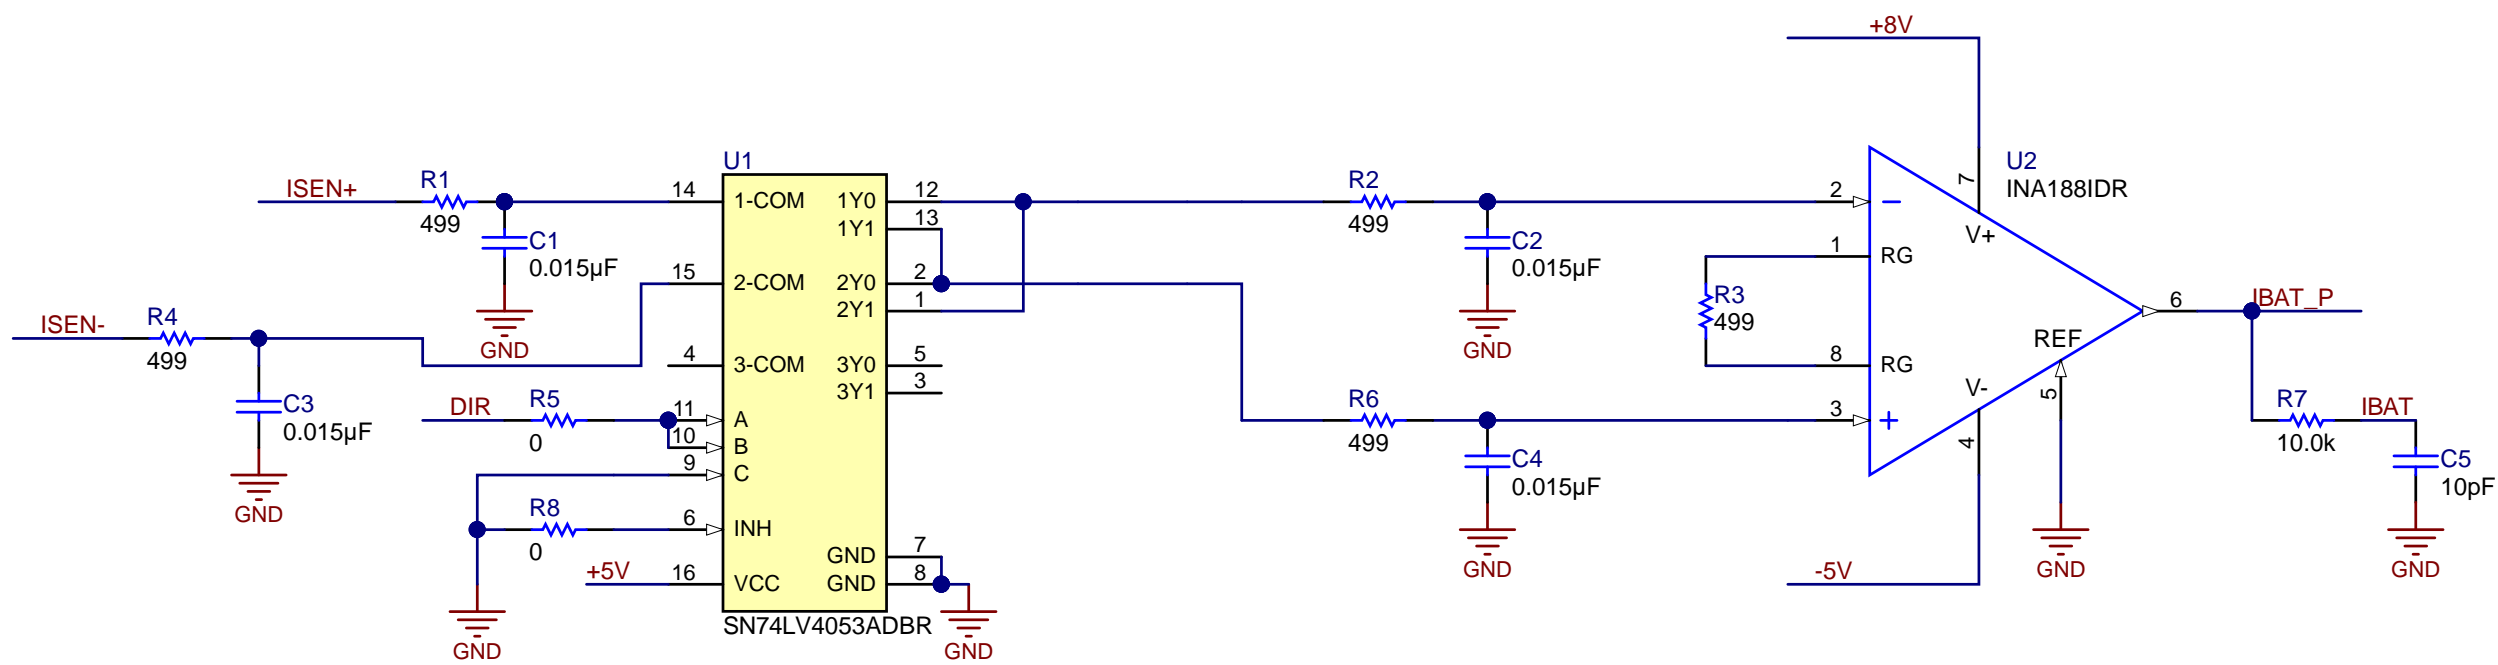 +8V
U1
U2
INA188IDR
R1
ISEN+
499
14
1-COM
1Y0
12
1Y1
13
R2
499
2
7
V+
C1
0.015µF
C2
0.015µF
15
2-COM
2Y0
2
2Y1
1
1
RG
R3
499
GND
GND
ISEN-
R4
499
4
3-COM
3Y0
5
3Y1
3
8
RG
6
IBAT_P
REF
C3
0.015µF
GND
DIR
R5
0
11
A
10
B
9
C
R6
499
3
V-
4
5
R7
10.0k
IBAT
C4
0.015µF
GND
C5
10pF
GND
R8
0
6
INH
GND
7
+5V
16
VCC
GND
8
-5V
GND
SN74LV4053ADBR
GND
GND